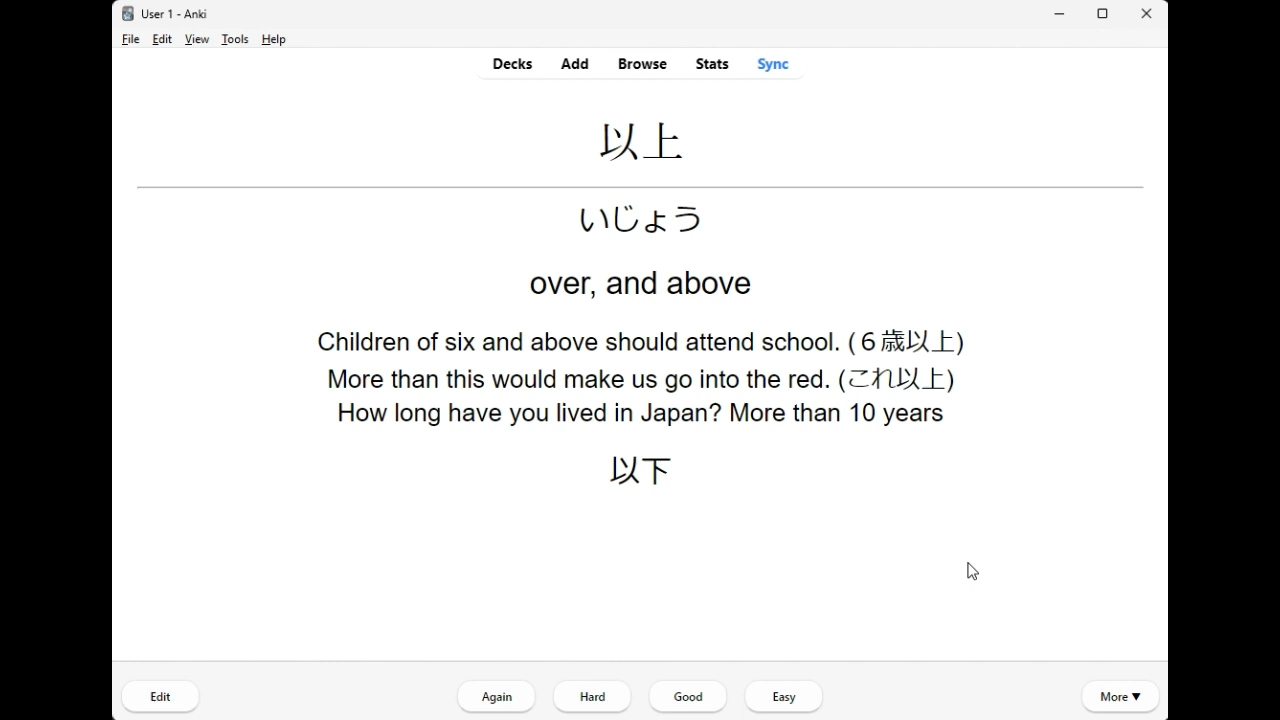 User 1 - Anki
File Edit View Tools Help
Decks Add Browse Stats Sync
以上
いじょう
over, and above
Children of six and above should attend school. (６歳以上)
More than this would make us go into the red. (これ以上)
How long have you lived in Japan? More than 10 years
以下
Edit Again Hard Good Easy More ▼